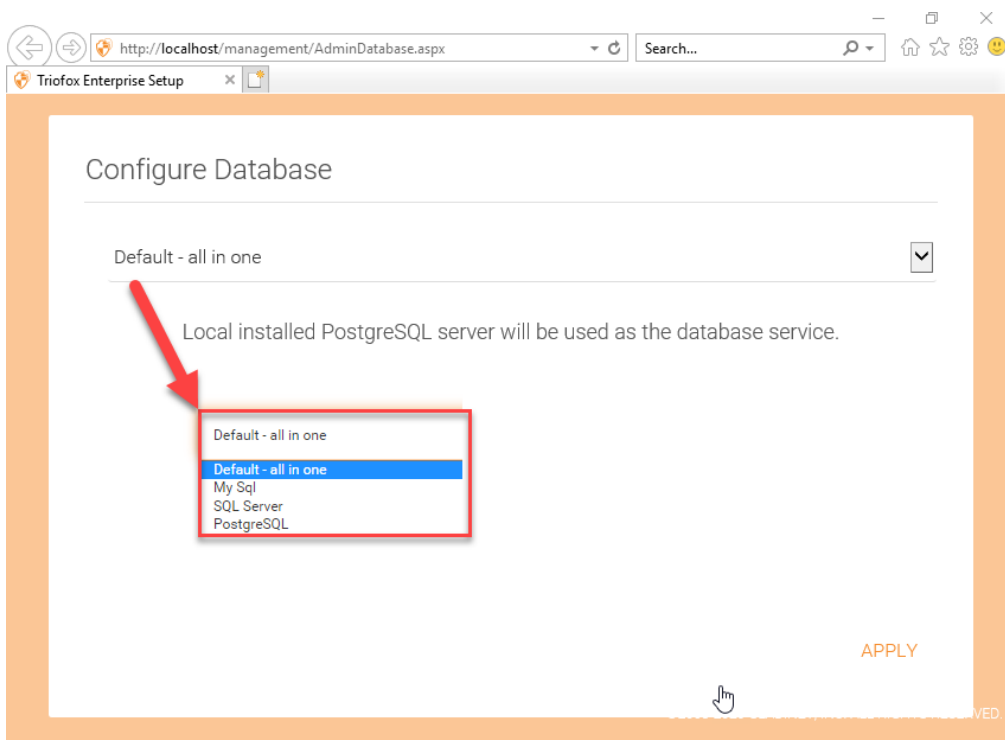 http://localhost/management/AdminDatabase.aspx
Search...
Triofox Enterprise Setup
Configure Database
Default - all in one
Local installed PostgreSQL server will be used as the database service.
Default - all in one
Default - all in one
My Sql
SQL Server
PostgreSQL
APPLY